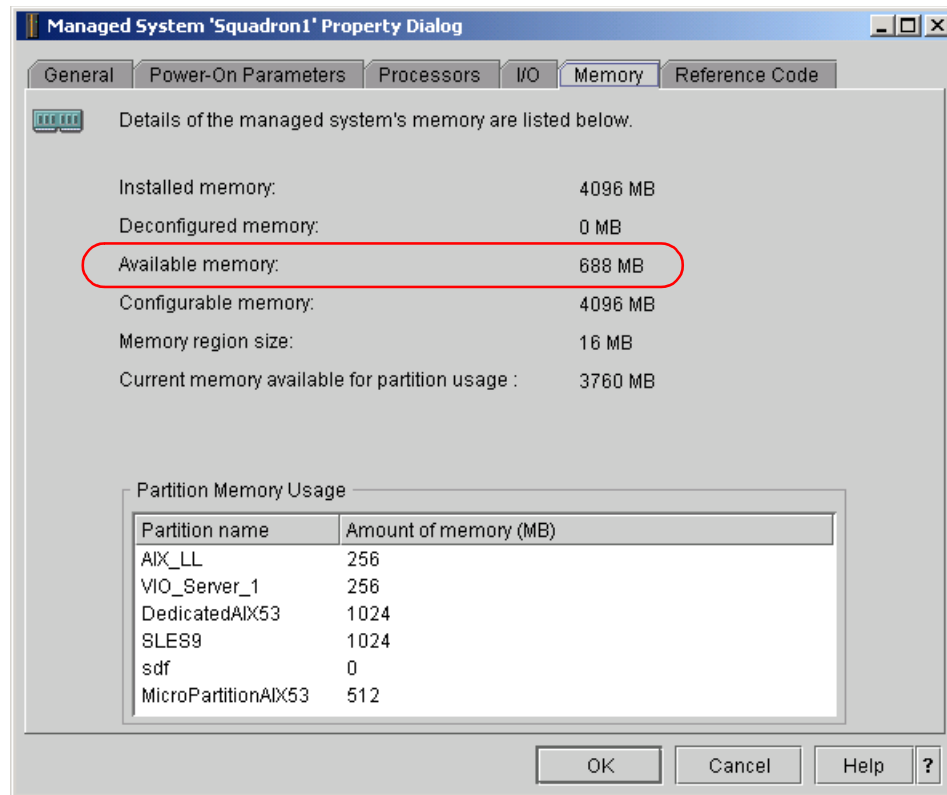 Managed System 'Squadron1' Property Dialog
General Power-On Parameters Processors I/O Memory Reference Code
Details of the managed system's memory are listed below.
Installed memory: 4096 MB
Deconfigured memory: 0 MB
Available memory: 688 MB
Configurable memory: 4096 MB
Memory region size: 16 MB
Current memory available for partition usage : 3760 MB
Partition Memory Usage
Partition name Amount of memory (MB)
AIX_LL 256
VIO_Server_1 256
DedicatedAIX53 1024
SLES9 1024
sdf 0
MicroPartitionAIX53 512
OK Cancel Help ?